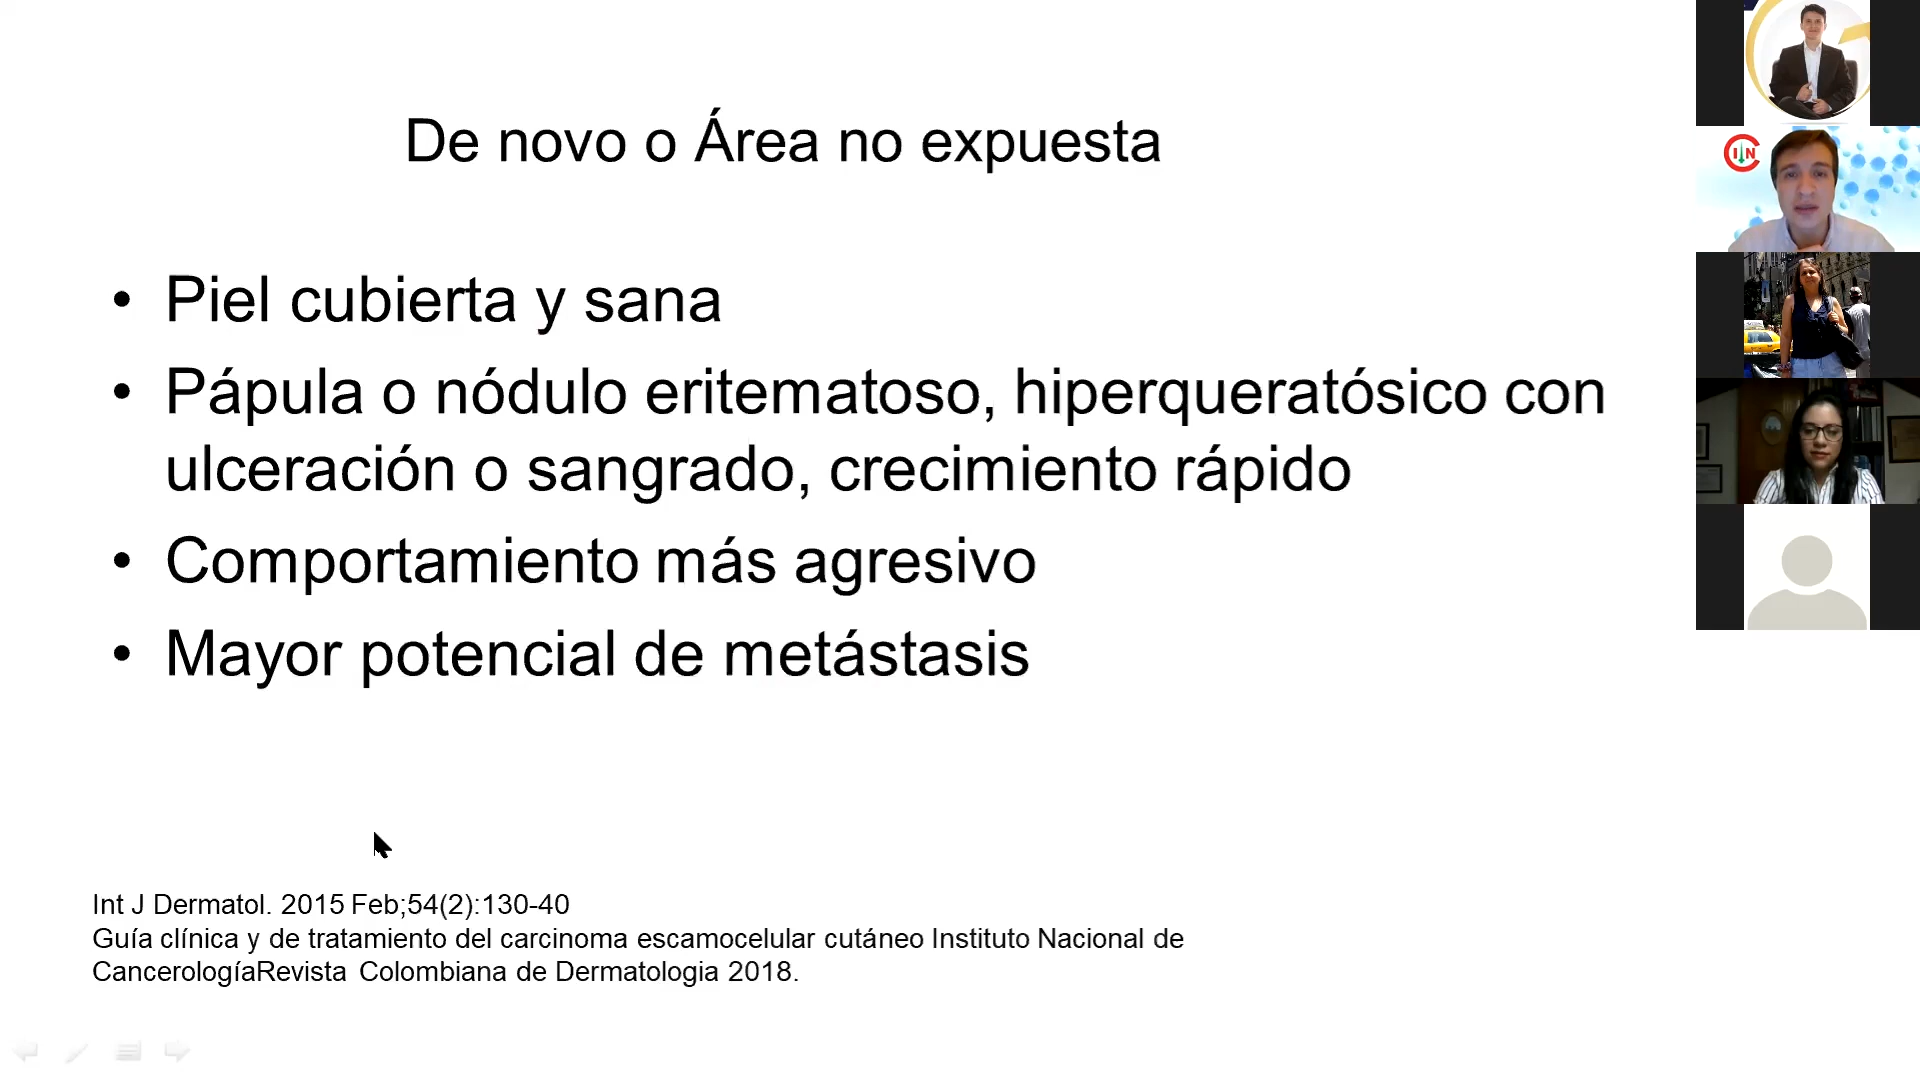 De novo o Área no expuesta
• Piel cubierta y sana
• Pápula o nódulo eritematoso, hiperqueratósico con
ulceración o sangrado, crecimiento rápido
• Comportamiento más agresivo
• Mayor potencial de metástasis
Int J Dermatol. 2015 Feb;54(2):130-40
Guía clínica y de tratamiento del carcinoma escamocelular cutáneo Instituto Nacional de
CancerologíaRevista Colombiana de Dermatologia 2018.